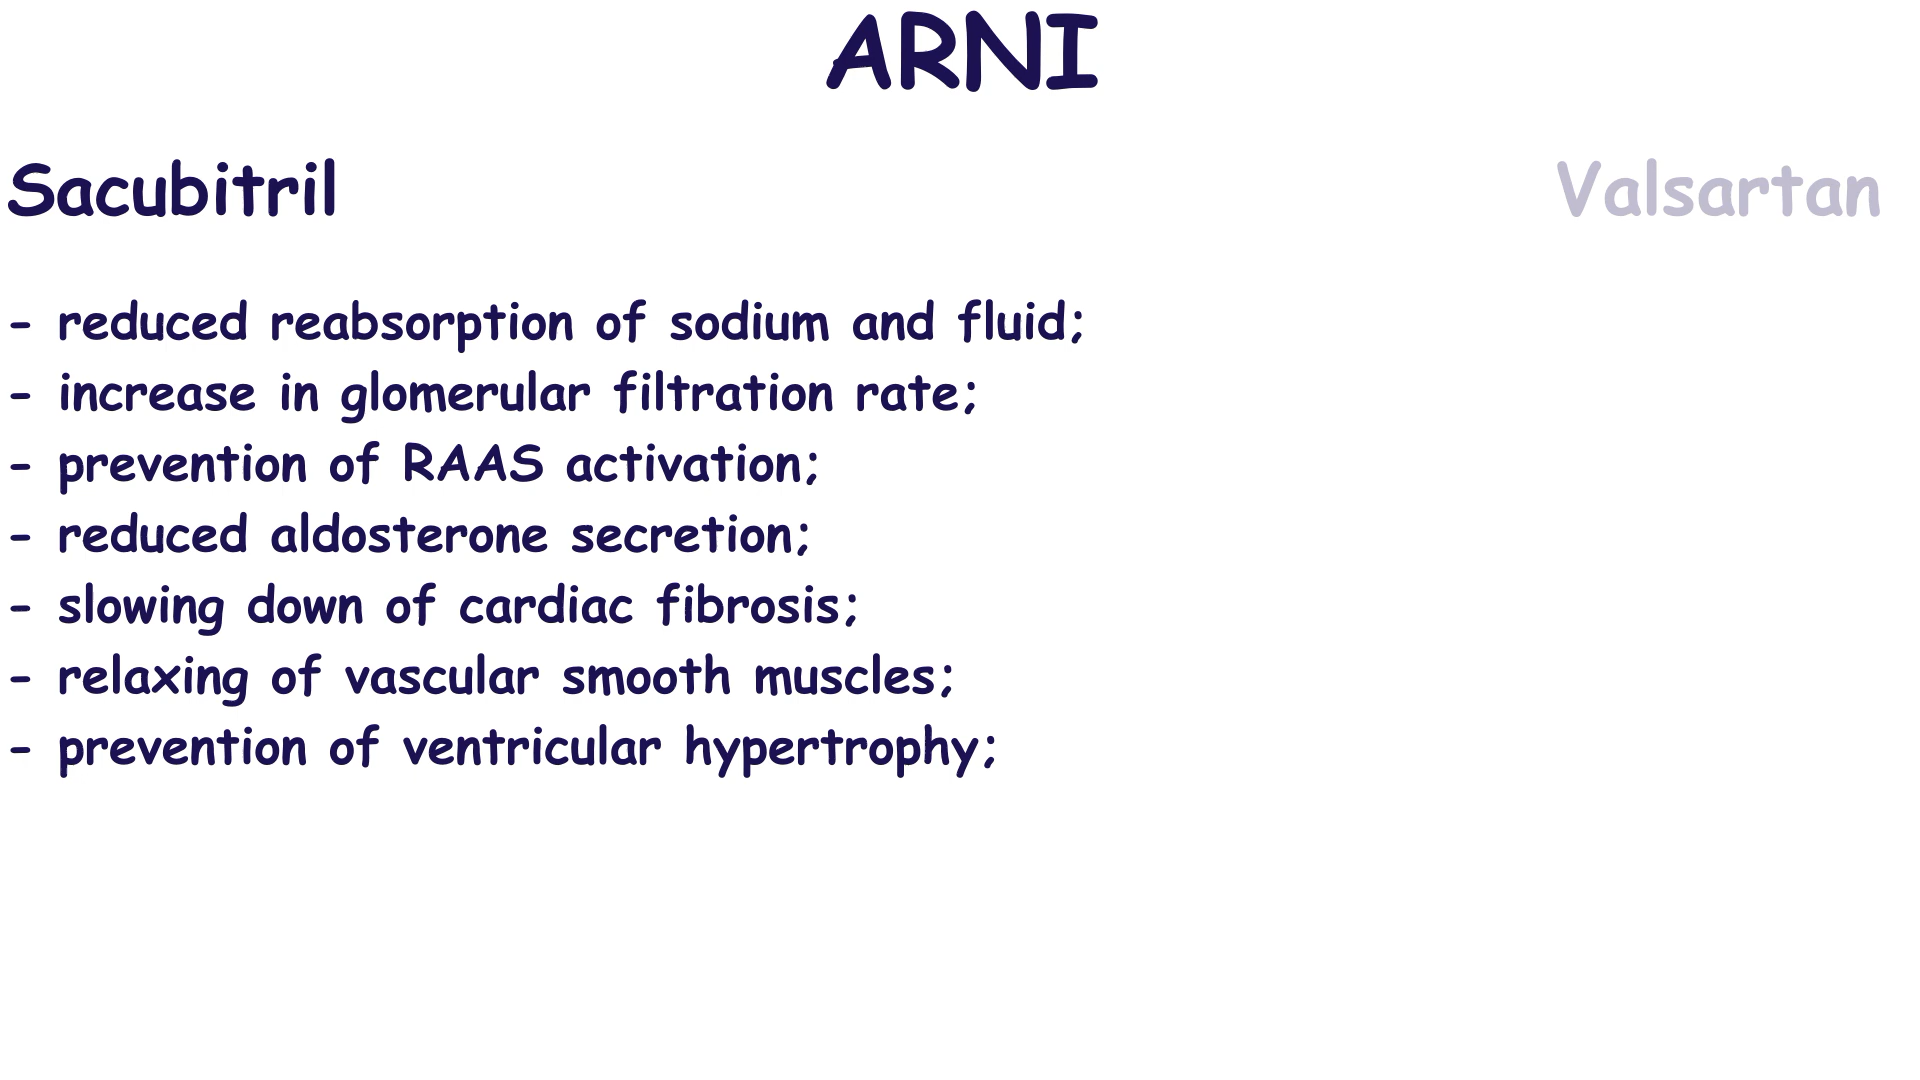 ARNI
Sacubitril Valsartan
- reduced reabsorption of sodium and fluid;
- increase in glomerular filtration rate;
- prevention of RAAS activation;
- reduced aldosterone secretion;
- slowing down of cardiac fibrosis;
- relaxing of vascular smooth muscles;
- prevention of ventricular hypertrophy;